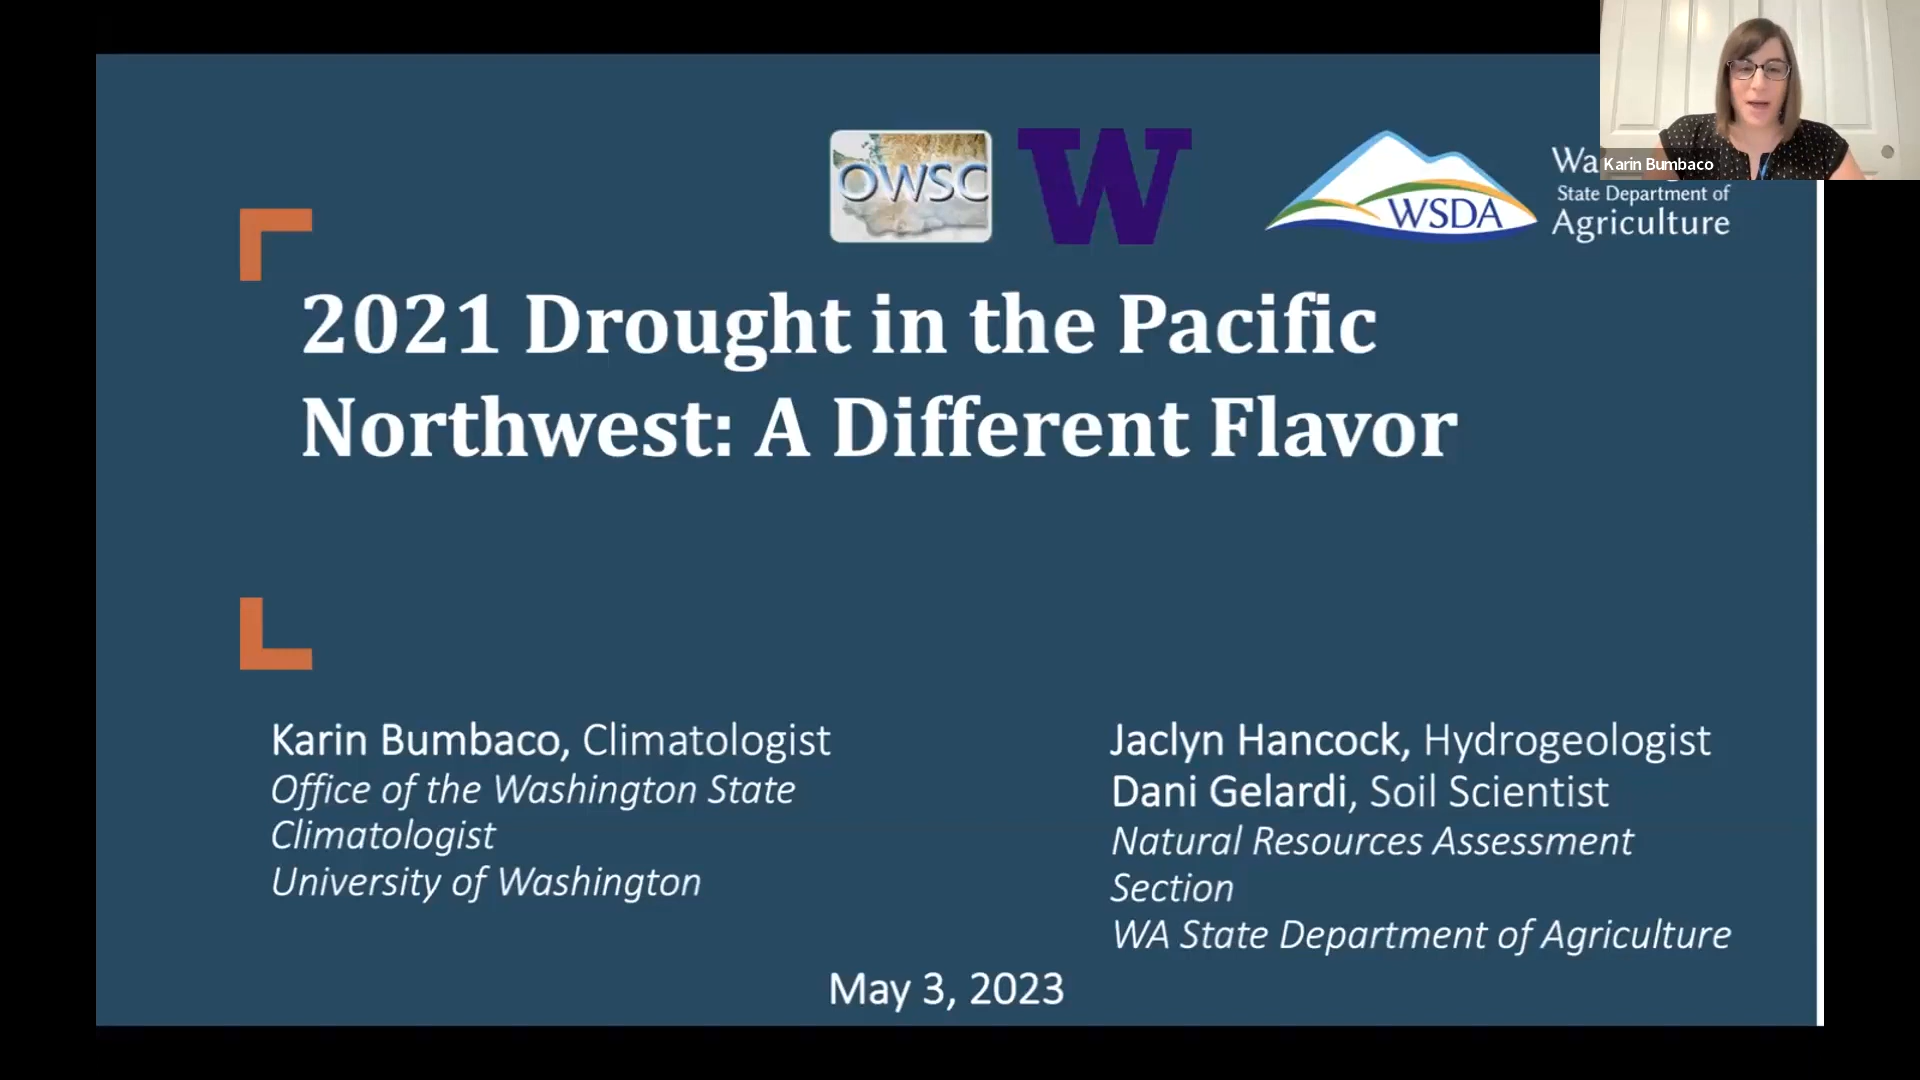 OWSC
W
WSDA
Wa
State Department of
Agriculture
Karin Bumbaco
2021 Drought in the Pacific
Northwest: A Different Flavor
Karin Bumbaco, Climatologist
Office of the Washington State
Climatologist
University of Washington
Jaclyn Hancock, Hydrogeologist
Dani Gelardi, Soil Scientist
Natural Resources Assessment
Section
WA State Department of Agriculture
May 3, 2023